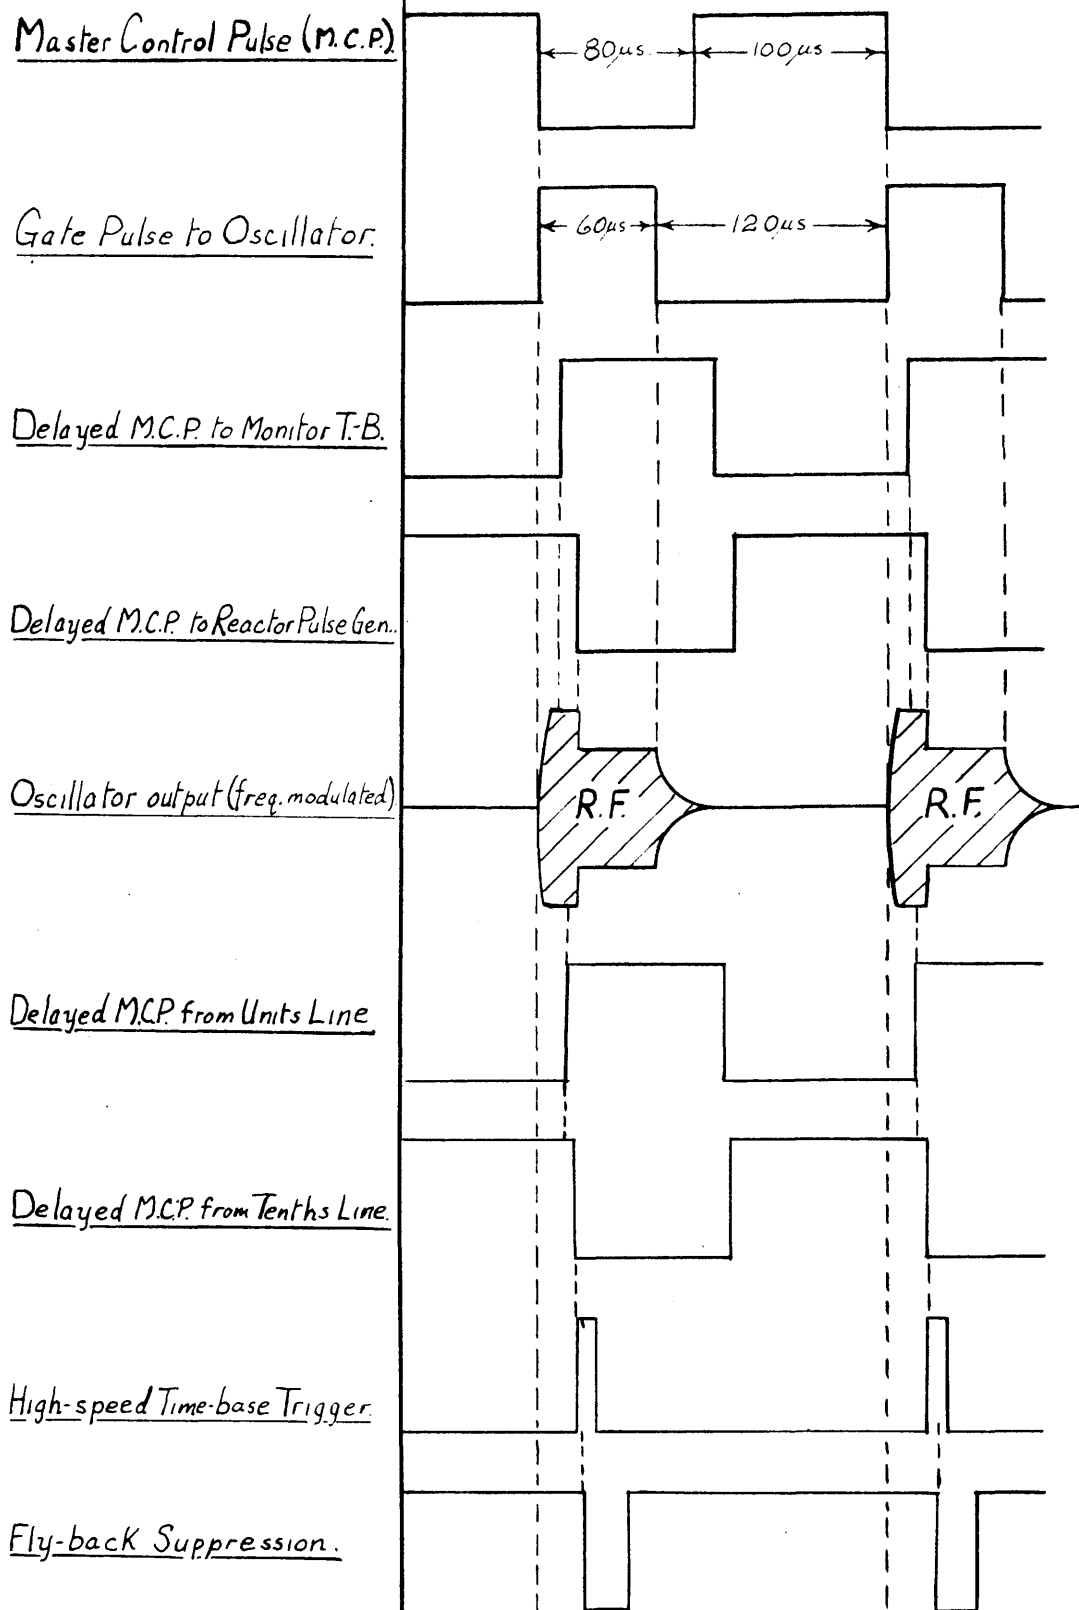 Master Control Pulse (M.C.P.)
80µs. 100µs
Gate Pulse to Oscillator.
60µs 120µs
Delayed M.C.P. to Monitor T.-B.
Delayed M.C.P. to Reactor Pulse Gen..
Oscillator output (freq. modulated)
R.F. R.F.
Delayed M.C.P. from Units Line
Delayed M.C.P. from Tenths Line.
High-speed Time-base Trigger.
Fly-back Suppression.